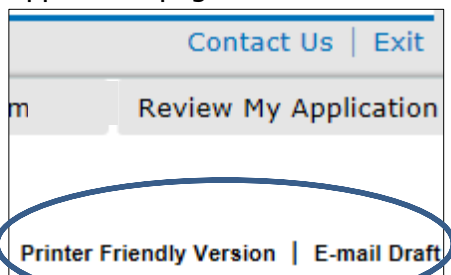 Contact Us | Exit
m Review My Application
Printer Friendly Version | E-mail Draft